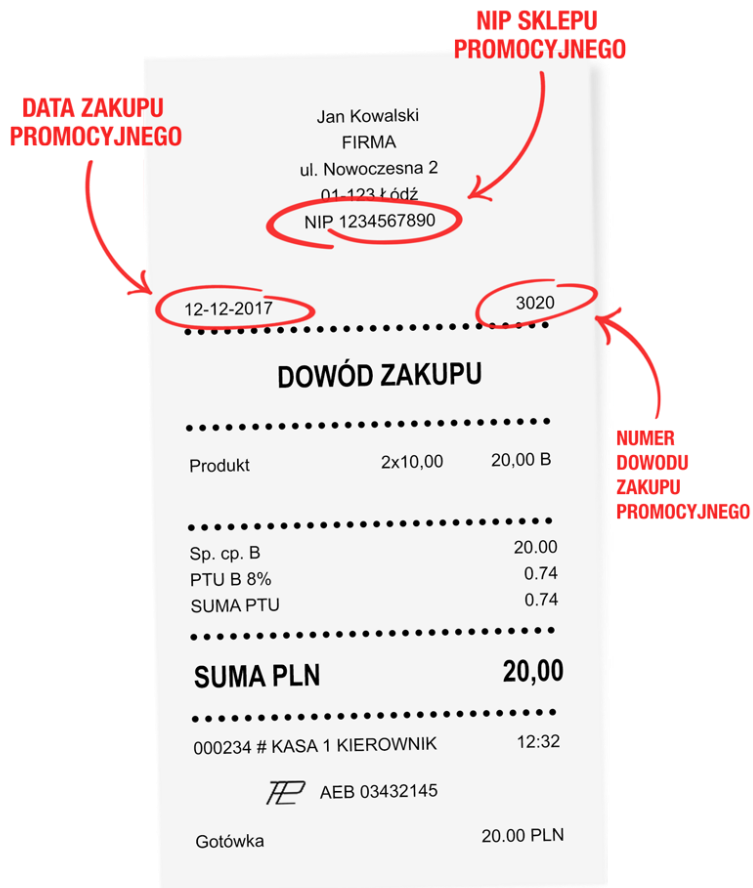 NIP SKLEPU
PROMOCYJNEGO
DATA ZAKUPU
PROMOCYJNEGO
Jan Kowalski
FIRMA
ul. Nowoczesna 2
01-123 Łódź
NIP 1234567890
12-12-2017 3020
DOWÓD ZAKUPU
NUMER
DOWODU
ZAKUPU
PROMOCYJNEGO
Produkt 2x10,00 20,00 B
Sp. cp. B 20.00
PTU B 8% 0.74
SUMA PTU 0.74
SUMA PLN 20,00
000234 # KASA 1 KIEROWNIK 12:32
AEB 03432145
Gotówka 20.00 PLN